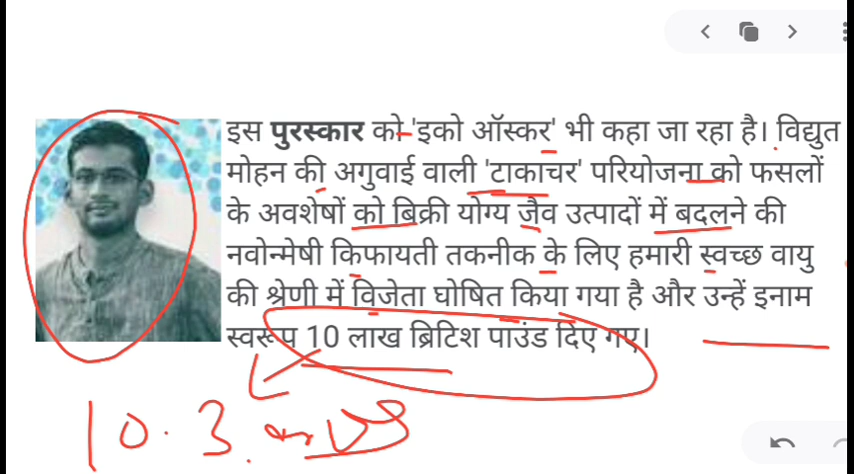 इस पुरस्कार को 'इको ऑस्कर' भी कहा जा रहा है। विद्युत
मोहन की अगुवाई वाली 'टाकाचर' परियोजना को फसलों
के अवशेषों को बिक्री योग्य जैव उत्पादों में बदलने की
नवोन्मेषी किफायती तकनीक के लिए हमारी स्वच्छ वायु
की श्रेणी में विजेता घोषित किया गया है और उन्हें इनाम
स्वरूप 10 लाख ब्रिटिश पाउंड दिए गए।
10.3